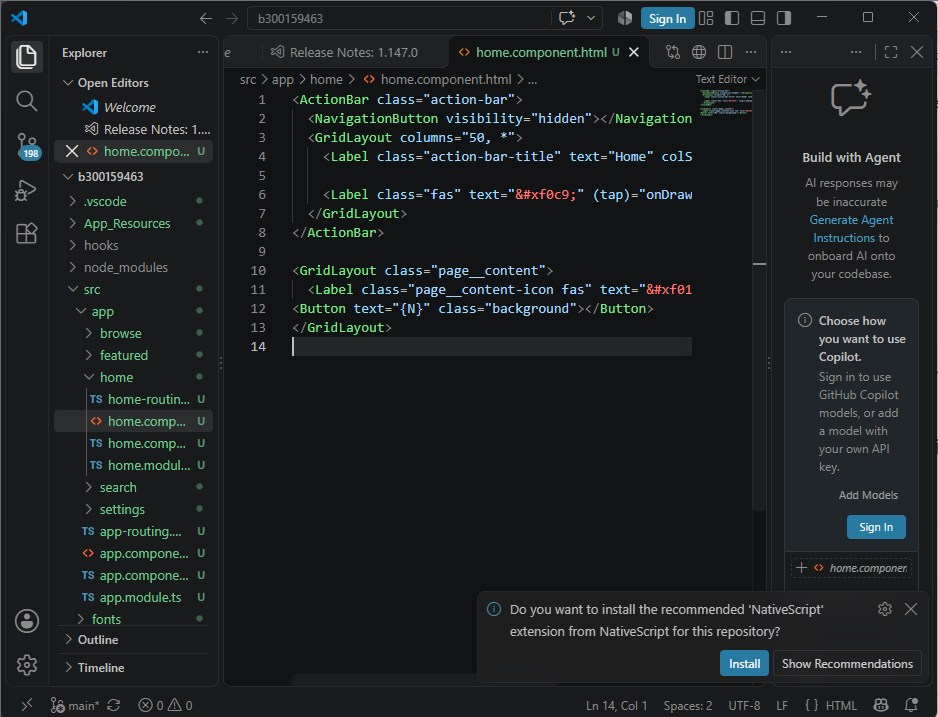 b300159463
Sign In
Explorer
Open Editors
Welcome
Release Notes: 1....
home.compo... U
b300159463
.vscode
App_Resources
hooks
node_modules
src
app
browse
featured
home
TS home-routin... U
home.comp... U
TS home.comp... U
TS home.modul... U
search
settings
TS app-routing.... U
app.compone... U
TS app.compone... U
TS app.module.ts U
fonts
Outline
Timeline
198
e
Release Notes: 1.147.0
home.component.html U
src > app > home > home.component.html > ...
Text Editor
1 <ActionBar class="action-bar">
2 <NavigationButton visibility="hidden"></Navigation
3 <GridLayout columns="50, *">
4 <Label class="action-bar-title" text="Home" colS
5
6 <Label class="fas" text="&#xf0c9;" (tap)="onDraw
7 </GridLayout>
8 </ActionBar>
9
10 <GridLayout class="page__content">
11 <Label class="page__content-icon fas" text="&#xf01
12 <Button text="{N}" class="background"></Button>
13 </GridLayout>
14
Build with Agent
AI responses may
be inaccurate
Generate Agent
Instructions to
onboard AI onto
your codebase.
Choose how
you want to use
Copilot.
Sign in to use
GitHub Copilot
models, or add
a model with
your own API
key.
Add Models
Sign In
home.componen
Do you want to install the recommended 'NativeScript'
extension from NativeScript for this repository?
Install
Show Recommendations
main*
0
0
Ln 14, Col 1
Spaces: 2
UTF-8
LF
{ } HTML